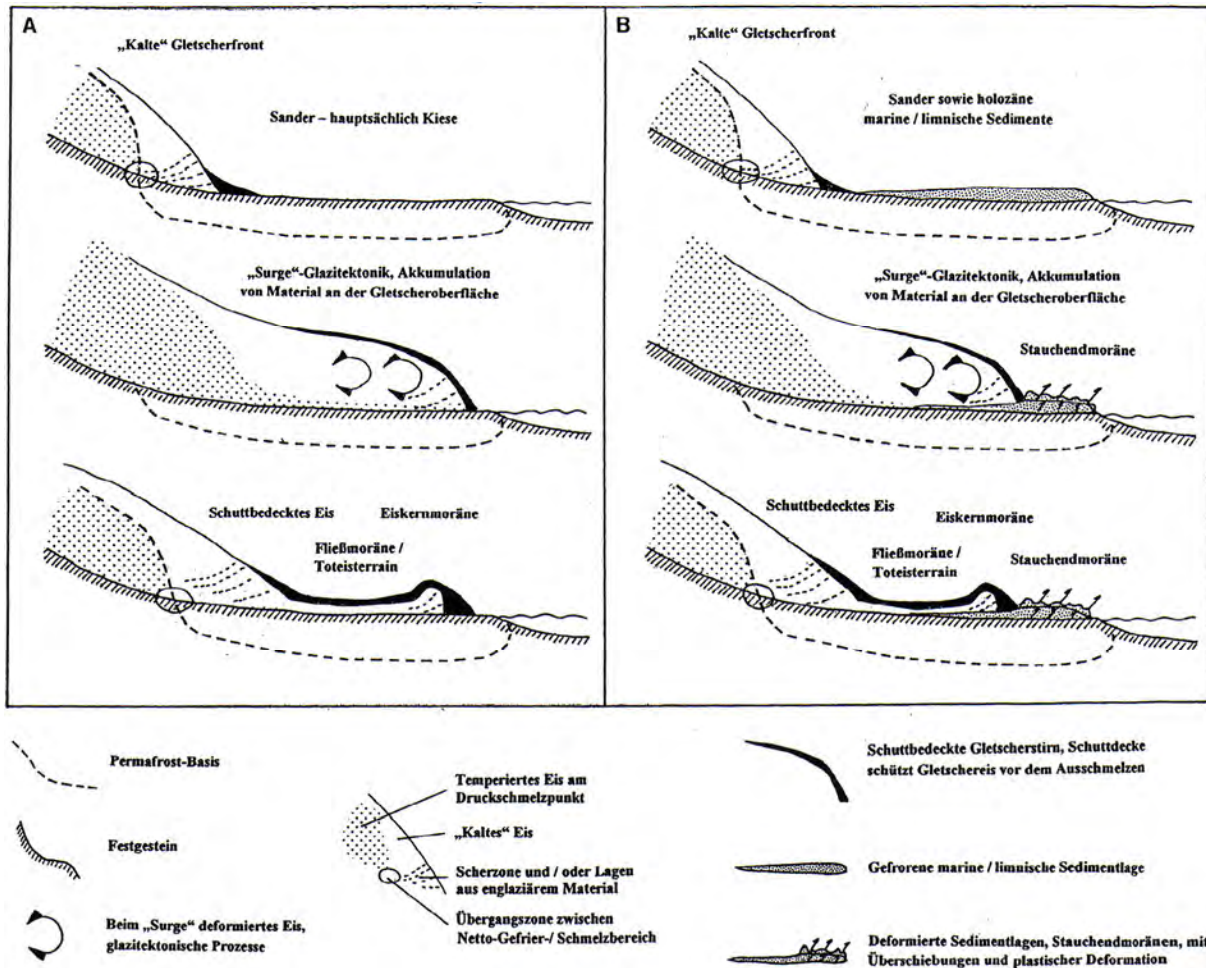 A
„Kalte“ Gletscherfront
Sander – hauptsächlich Kiese
„Surge“-Glazitektonik, Akkumulation
von Material an der Gletscheroberfläche
Schuttbedecktes Eis
Eiskernmoräne
Fließmoräne /
Toteisterrain
B
„Kalte“ Gletscherfront
Sander sowie holozäne
marine / limnische Sedimente
„Surge“-Glazitektonik, Akkumulation
von Material an der Gletscheroberfläche
Stauchendmoräne
Schuttbedecktes Eis
Eiskernmoräne
Fließmoräne /
Toteisterrain
Stauchendmoräne
Permafrost-Basis
Festgestein
Beim „Surge“ deformiertes Eis,
glazitektonische Prozesse
Temperiertes Eis am
Druckschmelzpunkt
„Kaltes“ Eis
Scherzone und / oder Lagen
aus englaziärem Material
Übergangszone zwischen
Netto-Gefrier-/ Schmelzbereich
Schuttbedeckte Gletscherstirn, Schuttdecke
schützt Gletschereis vor dem Ausschmelzen
Gefrorene marine / limnische Sedimentlage
Deformierte Sedimentlagen, Stauchendmoränen, mit
Überschiebungen und plastischer Deformation